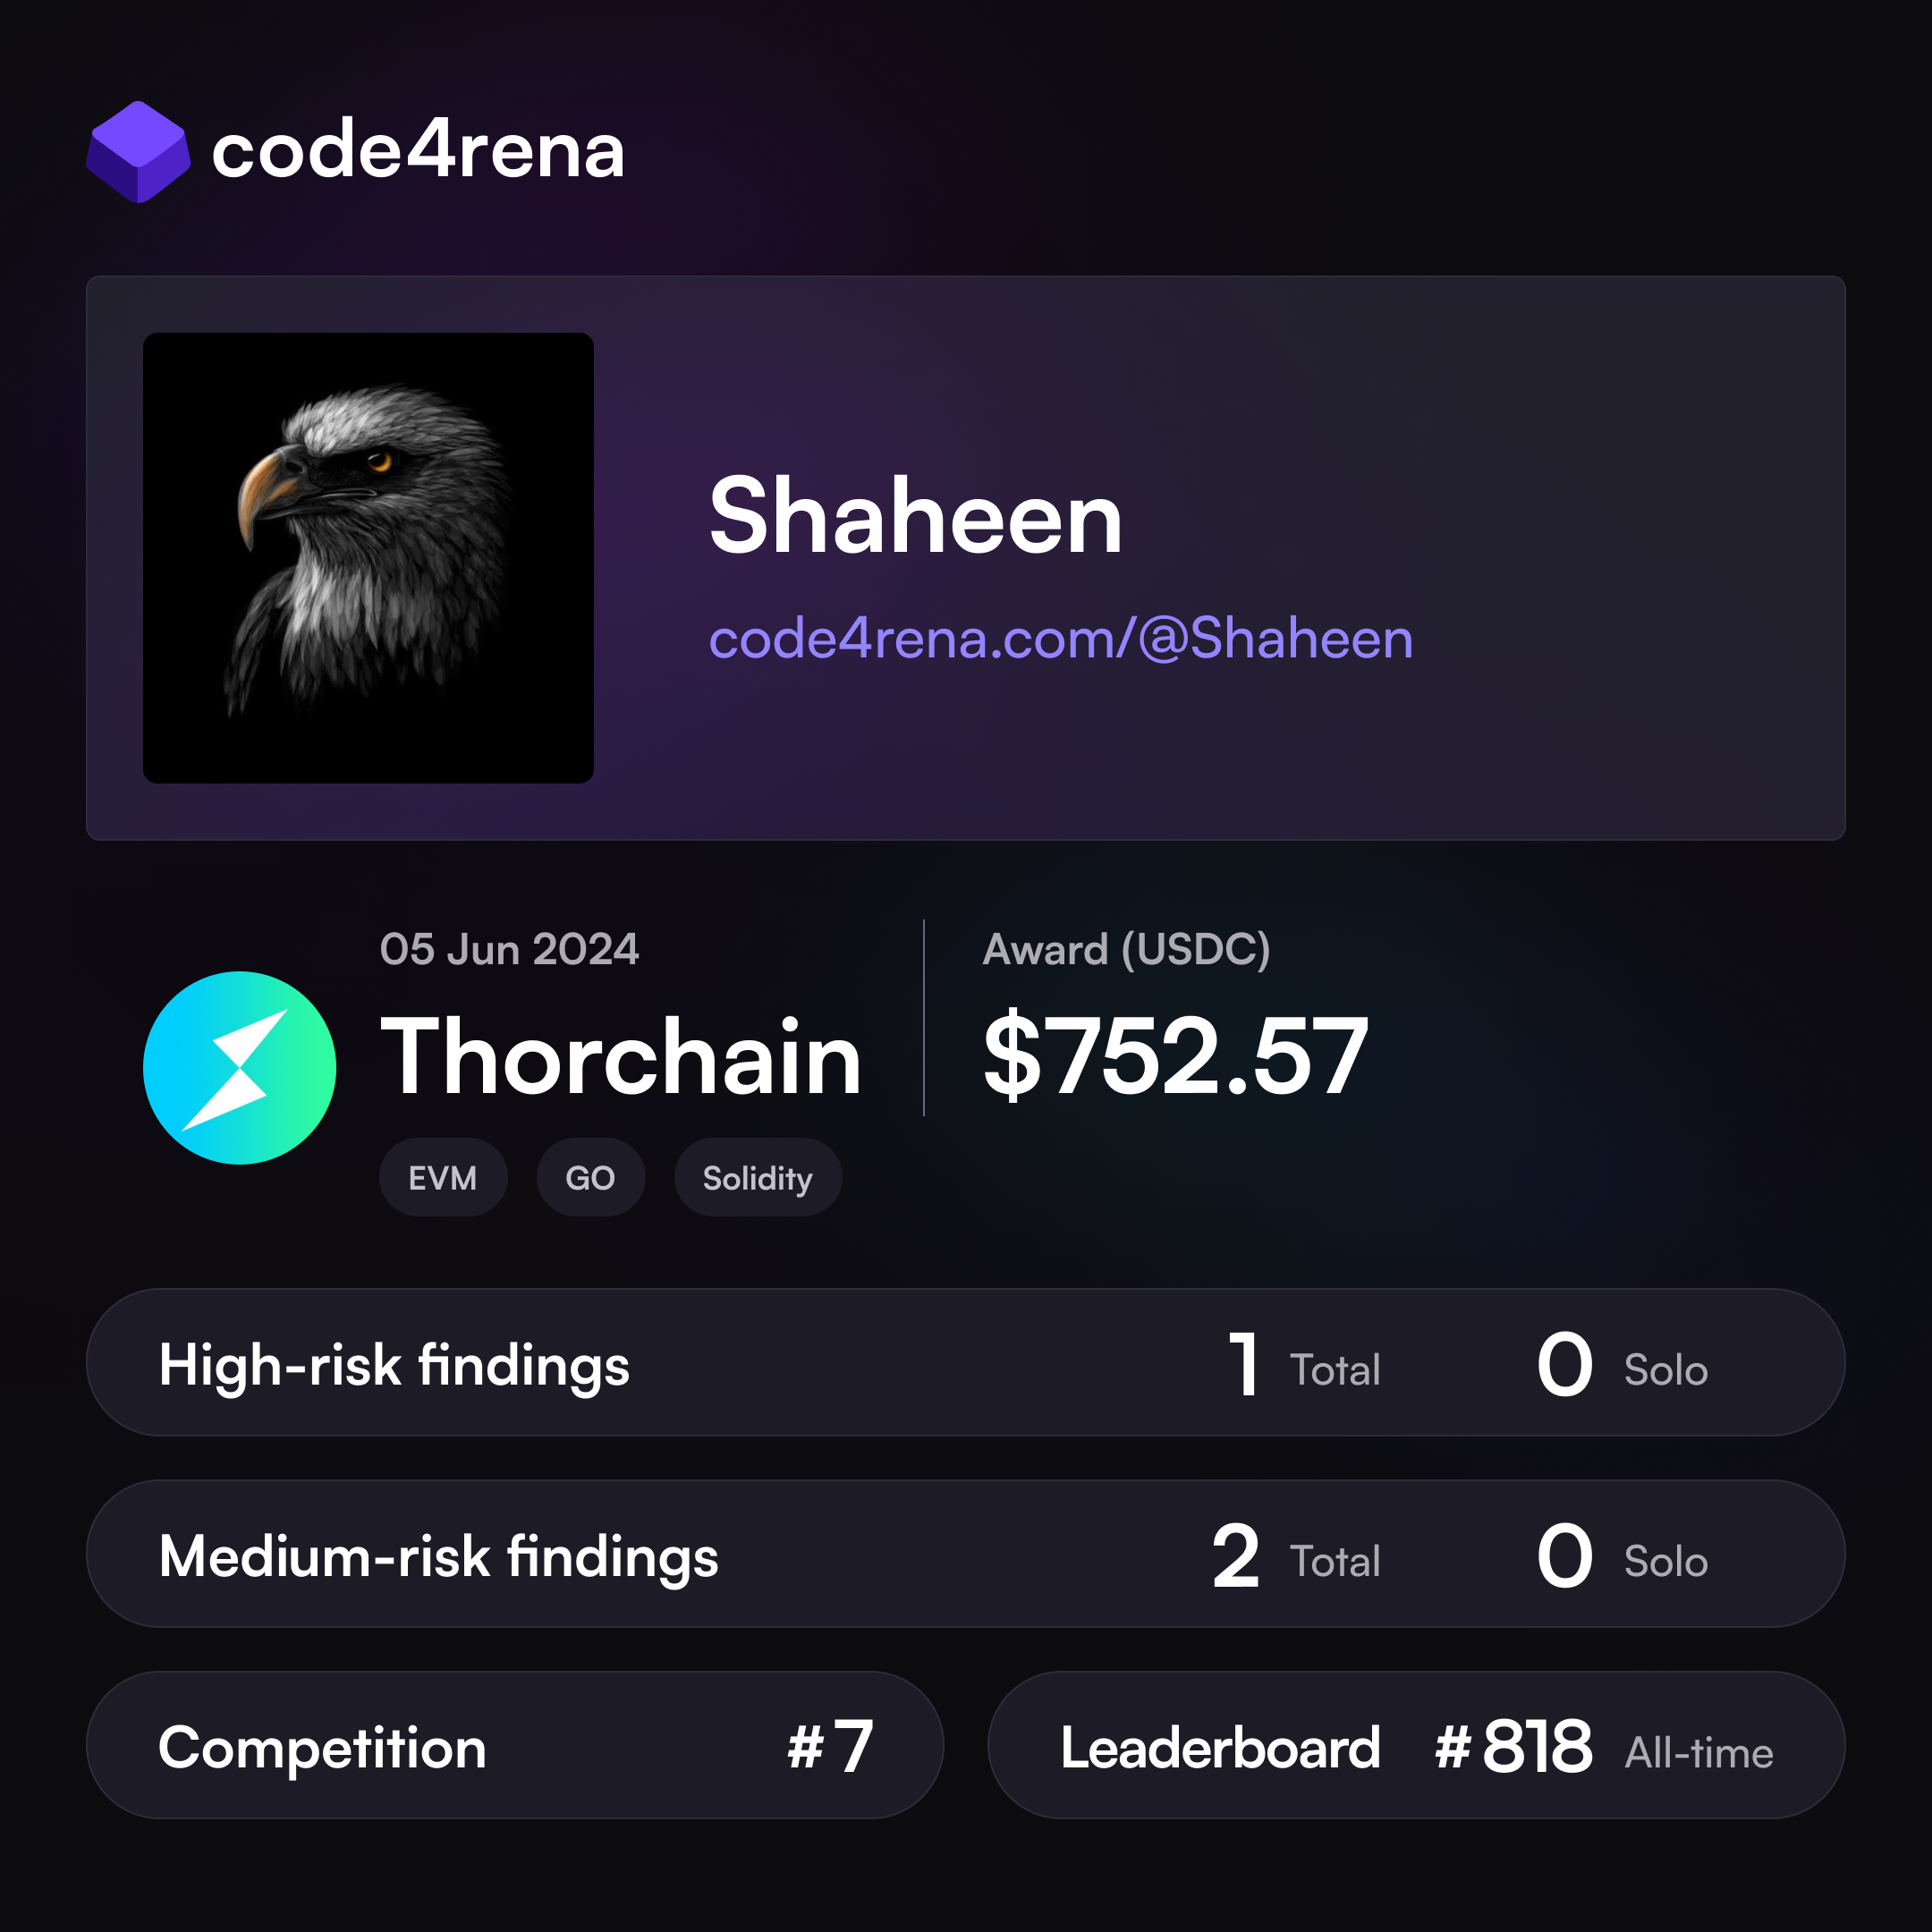 code4rena
Shaheen
code4rena.com/@Shaheen
05 Jun 2024
Thorchain
EVM GO Solidity
Award (USDC)
$752.57
High-risk findings 1 Total 0 Solo
Medium-risk findings 2 Total 0 Solo
Competition #7
Leaderboard #818 All-time